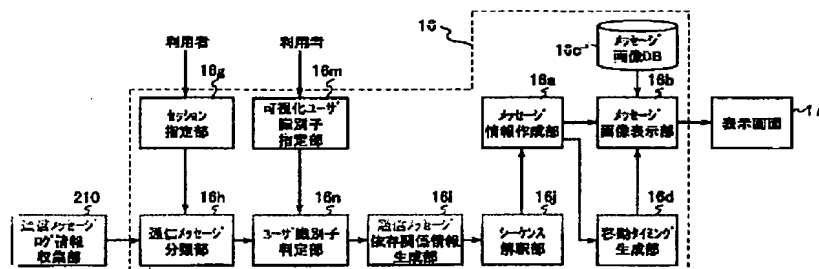 利用者
利用者
16
16c
メッセージ
画像DB
16g
16m
16a
16b
セッション
指定部
可視化ユーザ
識別子
指定部
メッセージ
情報作成部
メッセージ
画像表示部
表示画面
17
210
16h
16n
16i
16j
16d
通信メッセージ
ログ情報
収集部
通信メッセージ
分類部
ユーザ識別子
判定部
通信メッセージ
依存関係情報
生成部
シーケンス
解釈部
移動タイミング
生成部